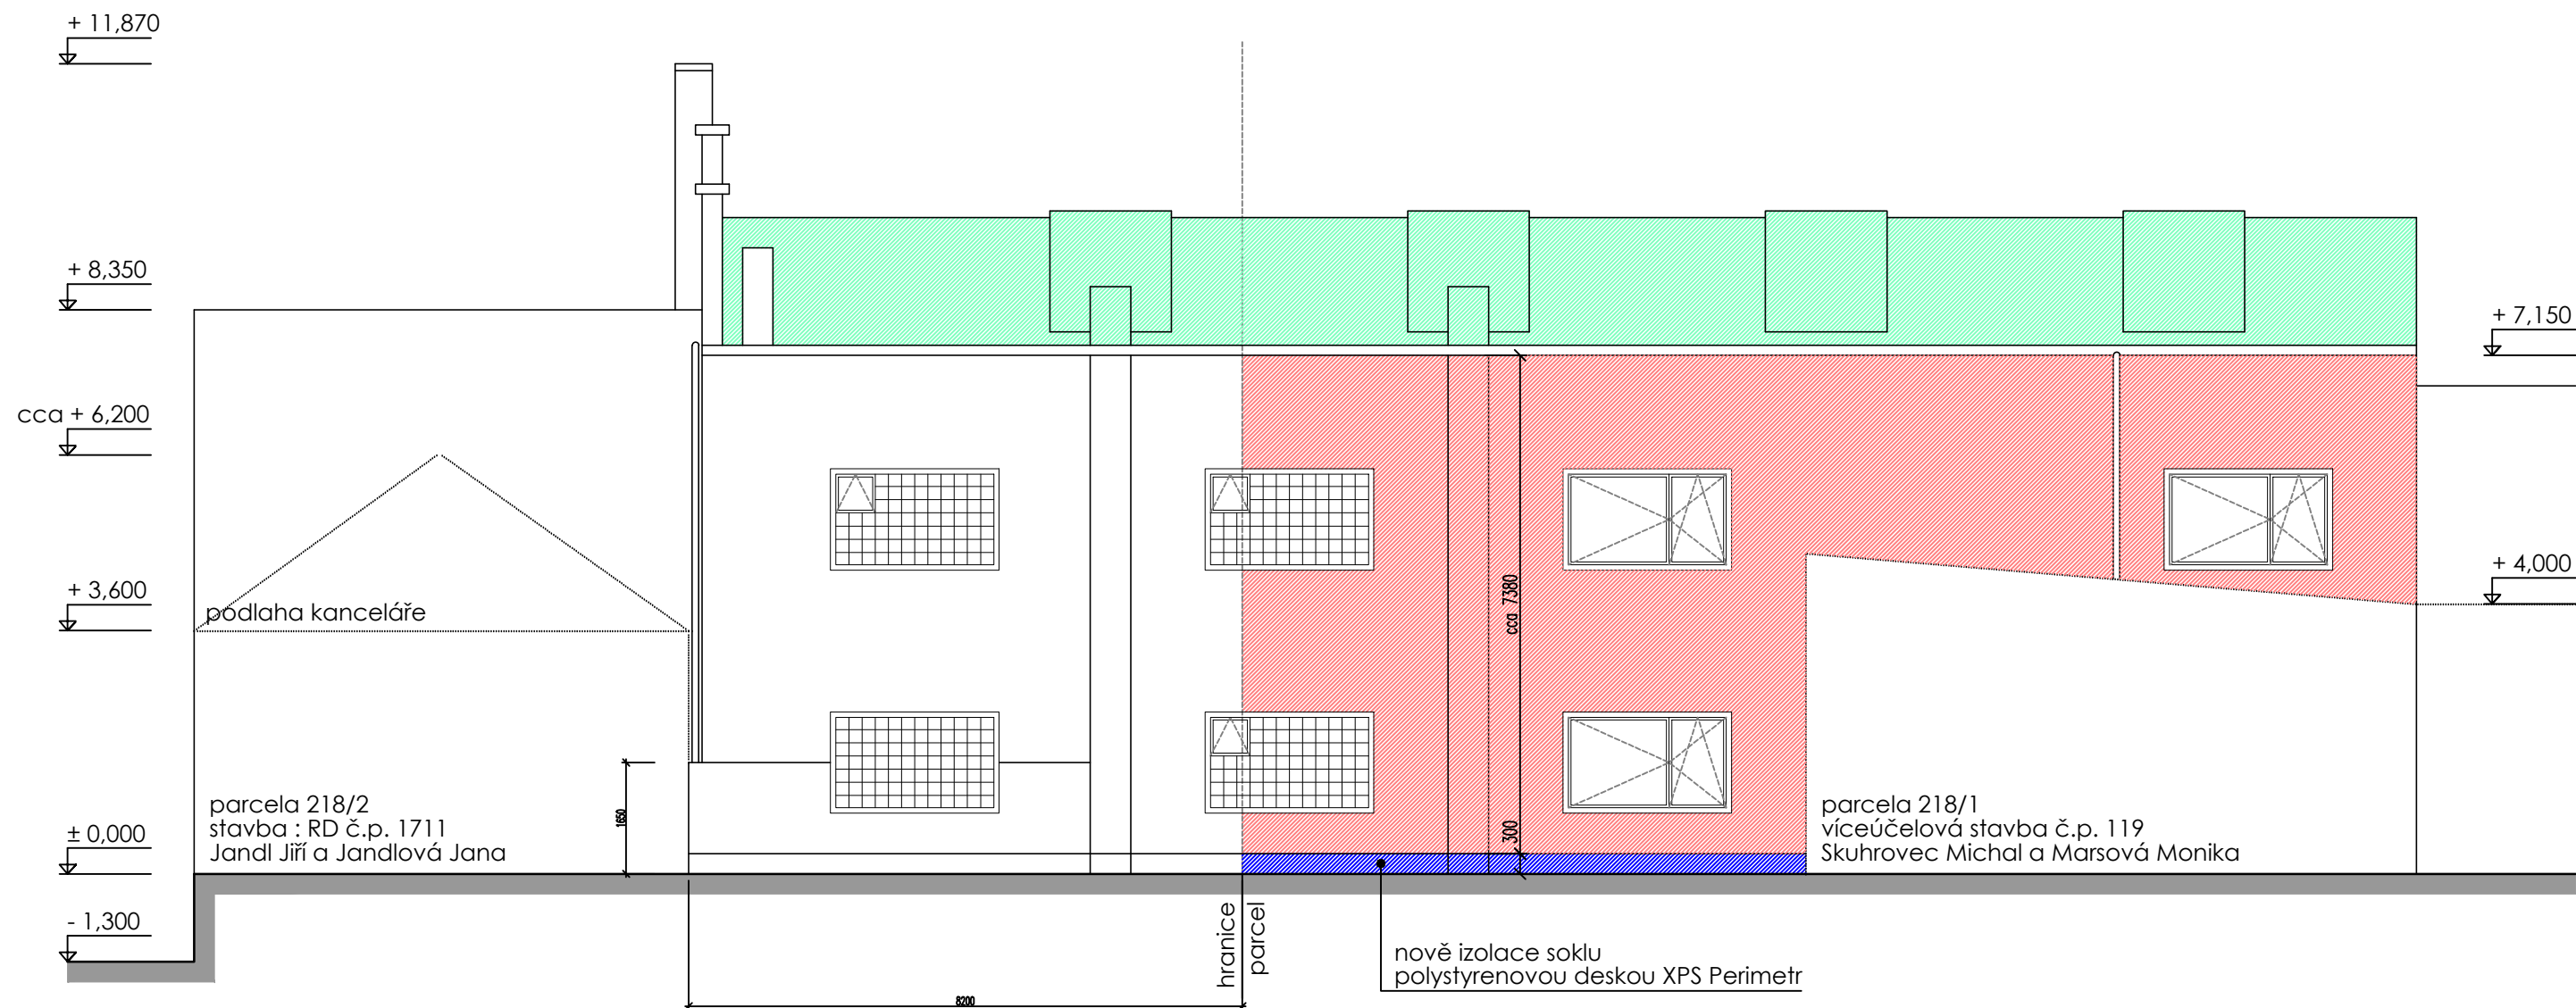 + 11,870
+ 8,350
+ 7,150
cca + 6,200
+ 4,000
+ 3,600
podlaha kanceláře
cca 7380
300
1650
parcela 218/2
stavba : RD č.p. 1711
Jandl Jiří a Jandlová Jana
parcela 218/1
víceúčelová stavba č.p. 119
Skuhrovec Michal a Marsová Monika
± 0,000
- 1,300
hranice
parcel
nově izolace soklu
polystyrenovou deskou XPS Perimetr
8200